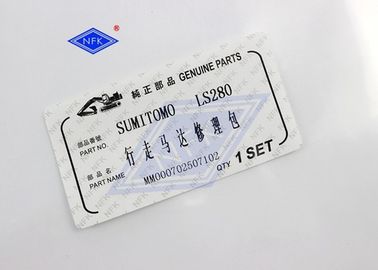 NFK
純正部品 GENUINE PARTS
部品番號
PART NO.
SUMITOMO LS280
行走马达修理包
部品名
PART NAME
MM000702507102
QTY 1 SET